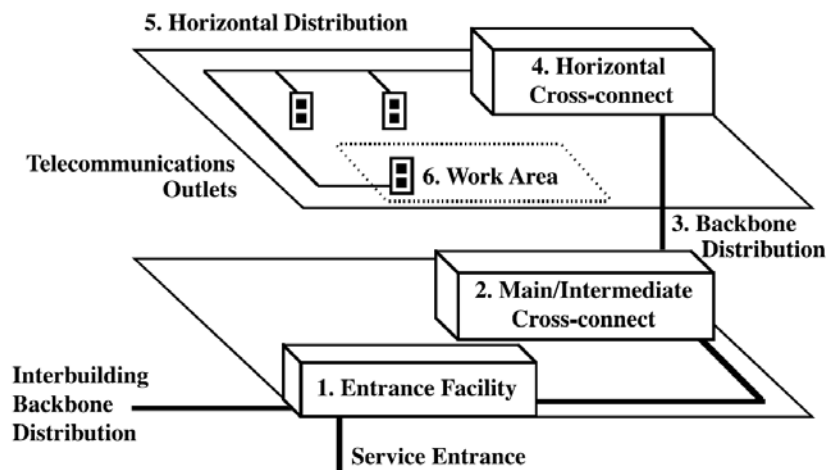 5. Horizontal Distribution
4. Horizontal
Cross-connect
Telecommunications
Outlets
6. Work Area
3. Backbone
Distribution
2. Main/Intermediate
Cross-connect
1. Entrance Facility
Interbuilding
Backbone
Distribution
Service Entrance